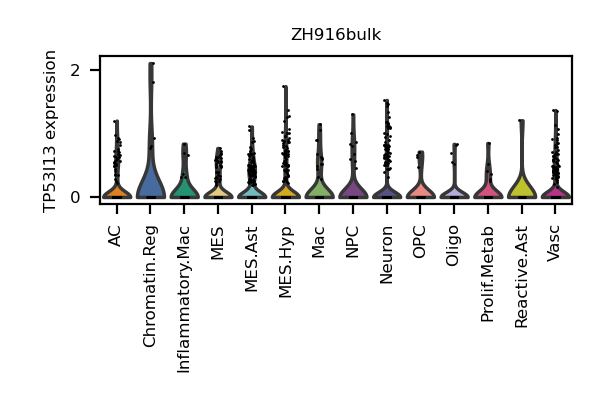 ZH916bulk
TP53I13 expression
2
0
AC
Chromatin.Reg
Inflammatory.Mac
MES
MES.Ast
MES.Hyp
Mac
NPC
Neuron
OPC
Oligo
Prolif.Metab
Reactive.Ast
Vasc